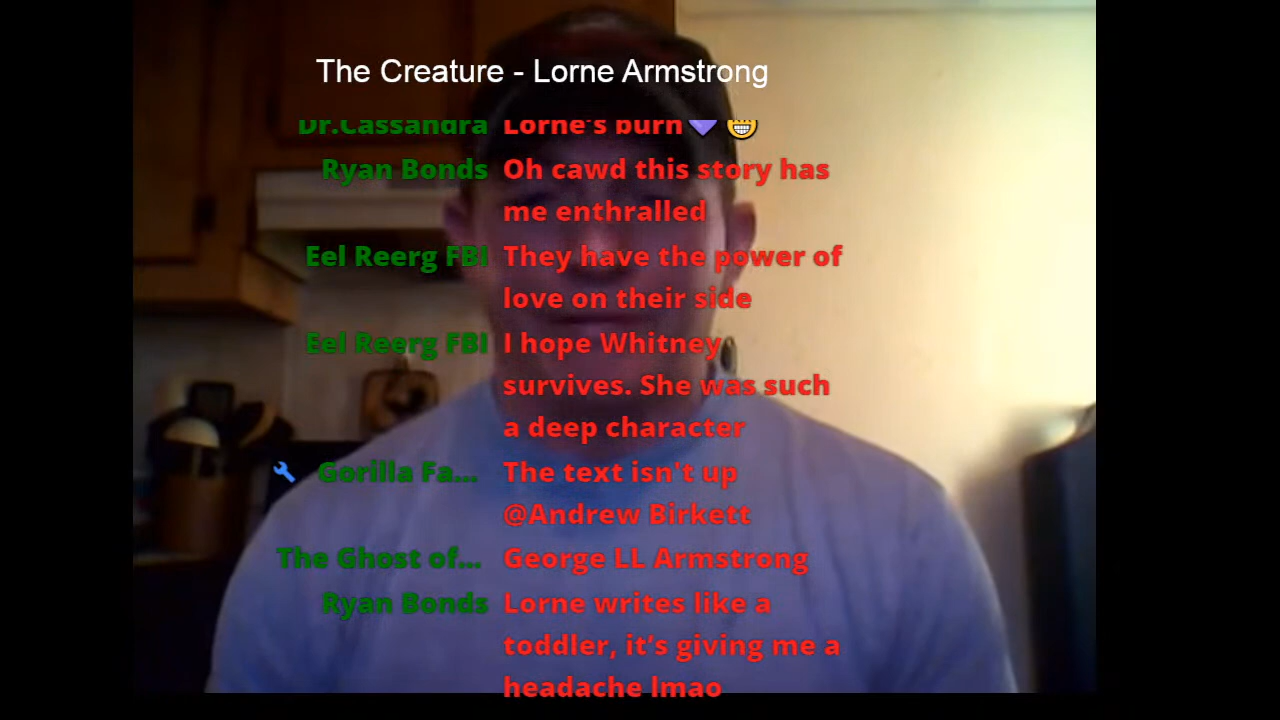 The Creature - Lorne Armstrong
Dr.Cassandra Lorne's burn💜😁
Ryan Bonds Oh cawd this story has
me enthralled
Eel Reerg FBI They have the power of
love on their side
Eel Reerg FBI I hope Whitney
survives. She was such
a deep character
Gorilla Fa... The text isn't up
@Andrew Birkett
The Ghost of... George LL Armstrong
Ryan Bonds Lorne writes like a
toddler, it's giving me a
headache lmao